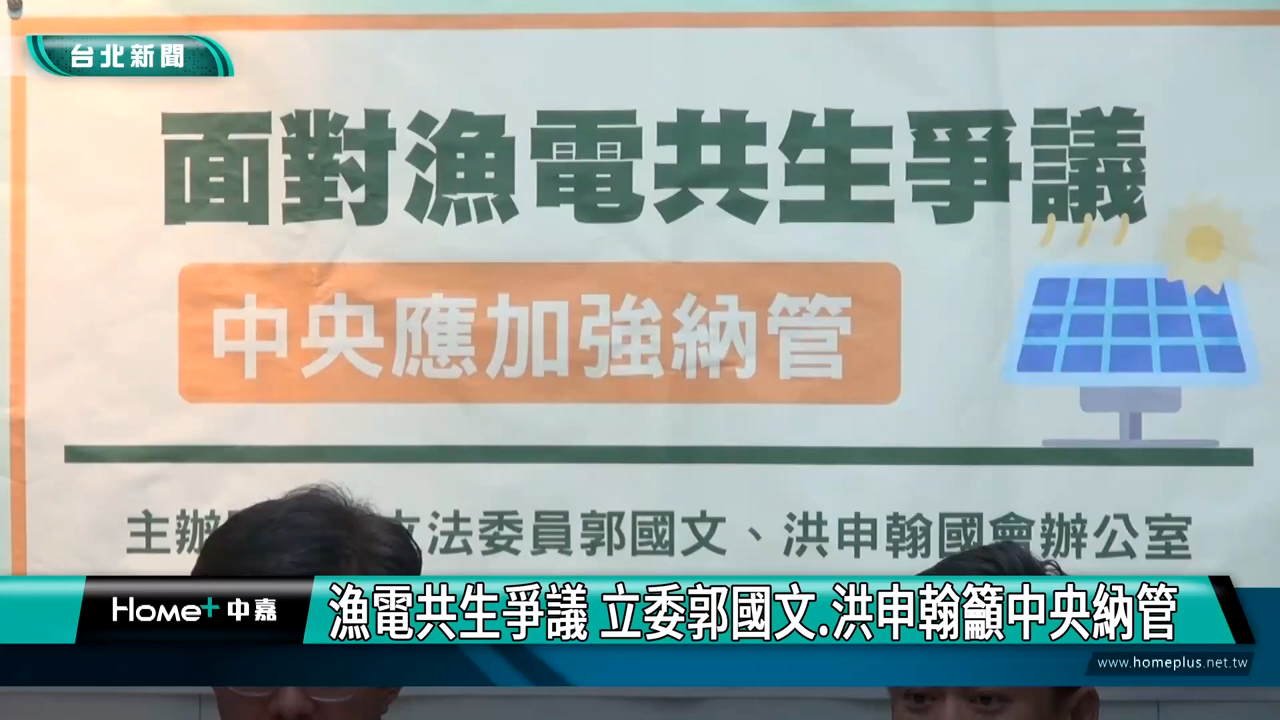 台北新聞
面對漁電共生爭議
中央應加強納管
主辦 立法委員郭國文、洪申翰國會辦公室
Home+中嘉
漁電共生爭議 立委郭國文.洪申翰籲中央納管
www.homeplus.net.tw